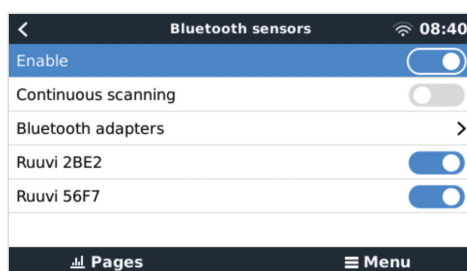 Bluetooth sensors 08:40
Enable
Continuous scanning
Bluetooth adapters
Ruuvi 2BE2
Ruuvi 56F7
Pages Menu